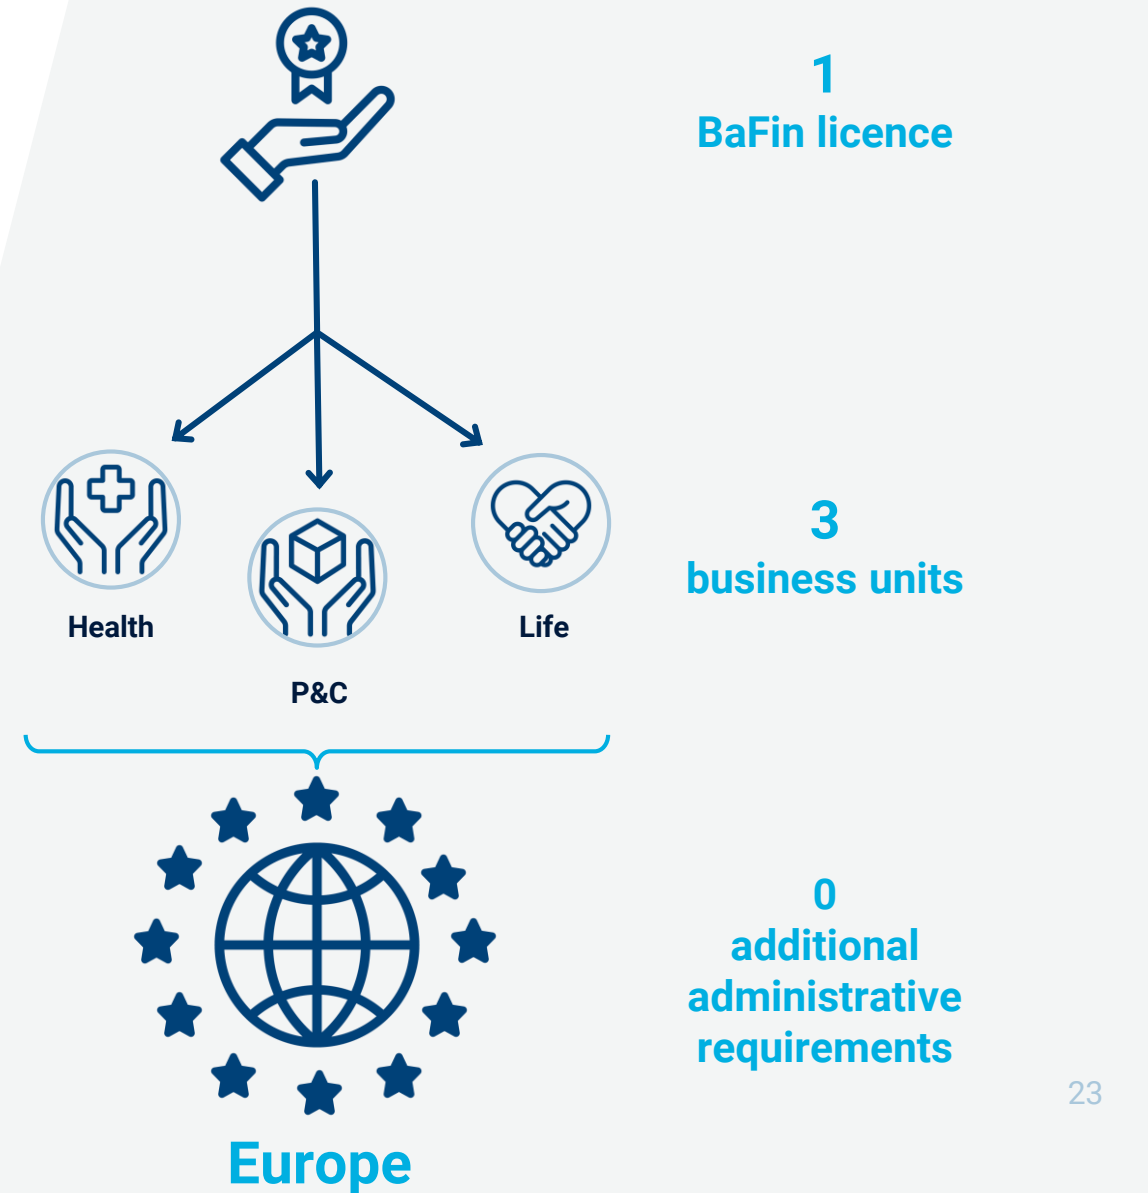 1
BaFin licence
3
business units
Health
Life
P&C
0
additional
administrative
requirements
23
Europe